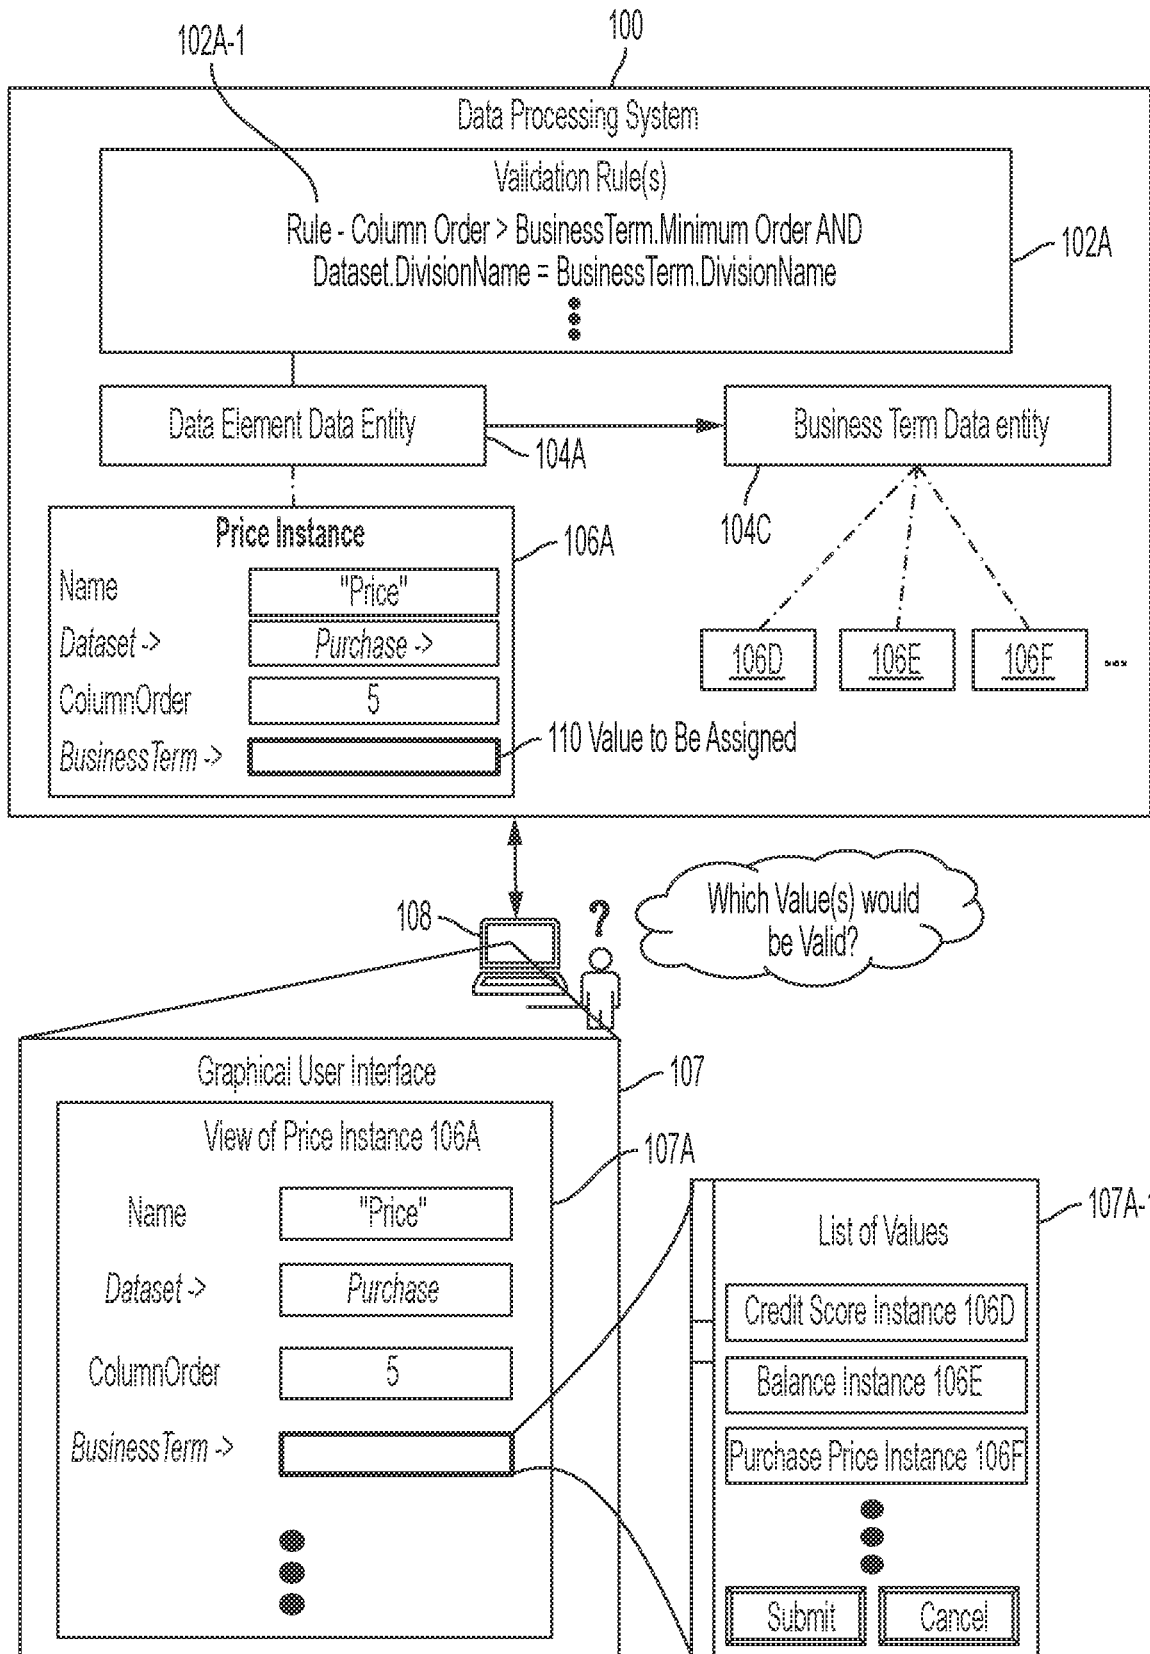 102A-1
100
Data Processing System
Validation Rule(s)
Rule - Column Order > BusinessTerm.Minimum Order AND
Dataset.DivisionName = BusinessTerm.DivisionName
102A
Data Element Data Entity
104A
Business Term Data entity
104C
Price Instance
106A
Name
"Price"
Dataset ->
Purchase ->
ColumnOrder
5
BusinessTerm ->
110 Value to Be Assigned
106D
106E
106F
108
?
Which Value(s) would
be Valid?
Graphical User Interface
107
View of Price Instance 106A
107A
Name
"Price"
Dataset ->
Purchase
ColumnOrder
5
BusinessTerm ->
107A-1
List of Values
Credit Score Instance 106D
Balance Instance 106E
Purchase Price Instance 106F
Submit
Cancel